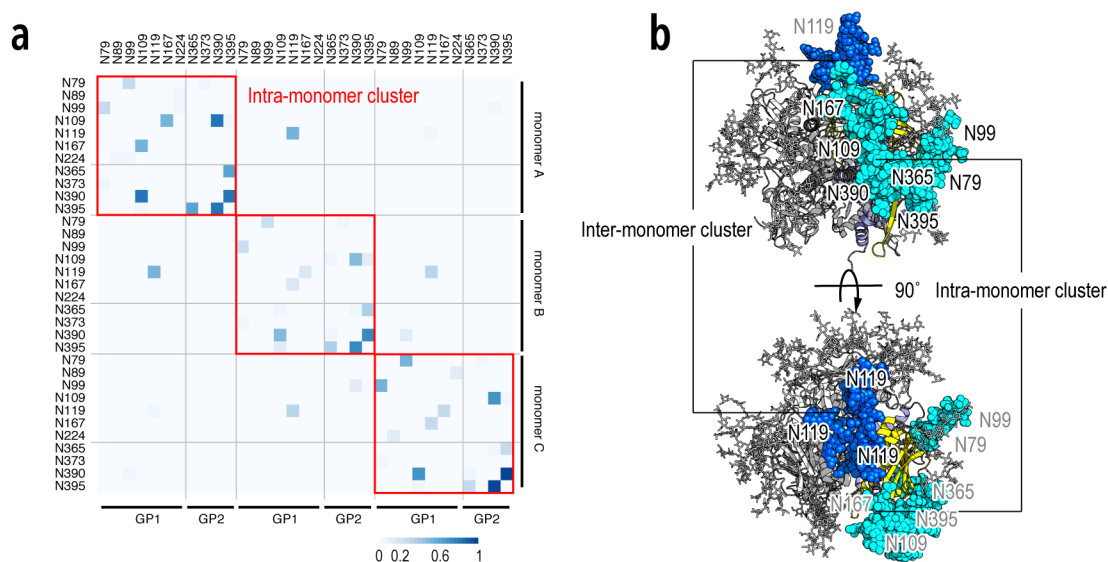 a
N79 N89 N99 N109 N119 N167 N224 N365 N373 N390 N395 N79 N89 N99 N109 N119 N167 N224 N365 N373 N390 N395 N79 N89 N99 N109 N119 N167 N224 N365 N373 N390 N395
Intra-monomer cluster
N79
N89
N99
N109
N119
N167
N224
N365
N373
N390
N395
N79
N89
N99
N109
N119
N167
N224
N365
N373
N390
N395
N79
N89
N99
N109
N119
N167
N224
N365
N373
N390
N395
monomer A
monomer B
monomer C
GP1 GP2 GP1 GP2 GP1 GP2
0 0.2 0.6 1
b
N119
N167
N99
N109
N365
N79
N390
N395
Inter-monomer cluster
90° Intra-monomer cluster
N119
N99
N119
N119
N79
N167
N365
N395
N109